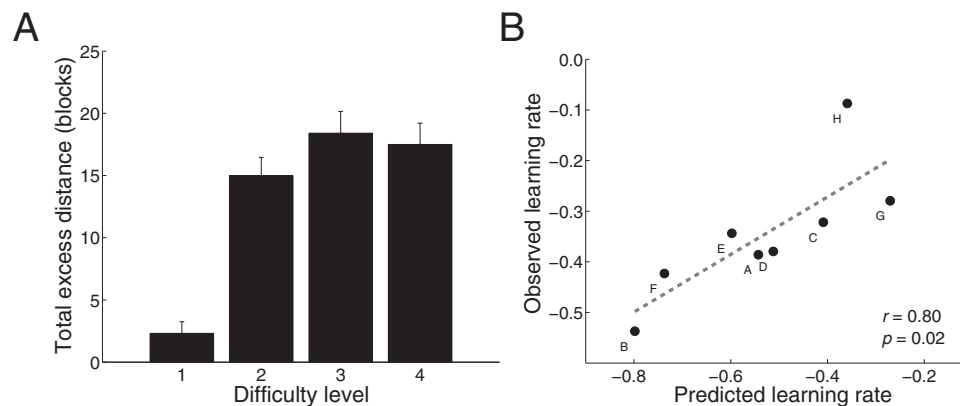 A
Total excess distance (blocks)
25
20
15
10
5
0
1 2 3 4
Difficulty level
B
Observed learning rate
0.0
−0.1
−0.2
−0.3
−0.4
−0.5
H
G
C
E
A D
F
B
r = 0.80
p = 0.02
−0.8 −0.6 −0.4 −0.2
Predicted learning rate